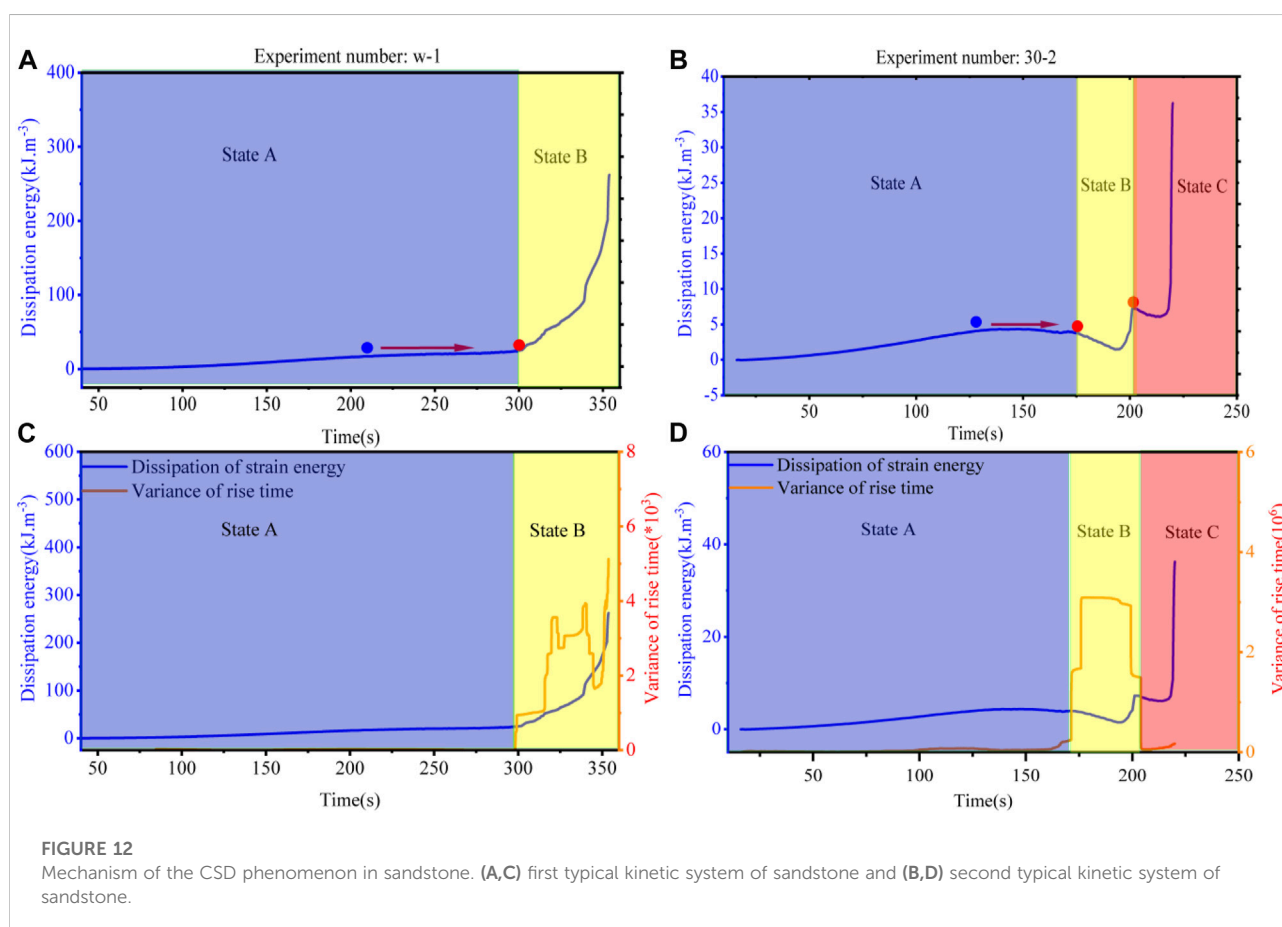 A
Experiment number: w-1
400
300
200
100
0
Dissipation energy(kJ.m-3)
State A
State B
50 100 150 200 250 300 350
Time(s)
B
Experiment number: 30-2
40
35
30
25
20
15
10
5
0
-5
Dissipation energy(kJ.m-3)
State A
State B
State C
50 100 150 200 250
Time(s)
C
600
500
400
300
200
100
0
Dissipation energy(kJ.m-3)
Dissipation of strain energy
Variance of rise time
State A
State B
8
6
4
2
0
Variance of rise time(*10³)
50 100 150 200 250 300 350
Time(s)
D
60
40
20
0
Dissipation energy(kJ.m-3)
Dissipation of strain energy
Variance of rise time
State A
State B
State C
6
4
2
0
Variance of rise time(10⁶)
50 100 150 200 250
Time(s)
FIGURE 12
Mechanism of the CSD phenomenon in sandstone. (A,C) first typical kinetic system of sandstone and (B,D) second typical kinetic system of
sandstone.